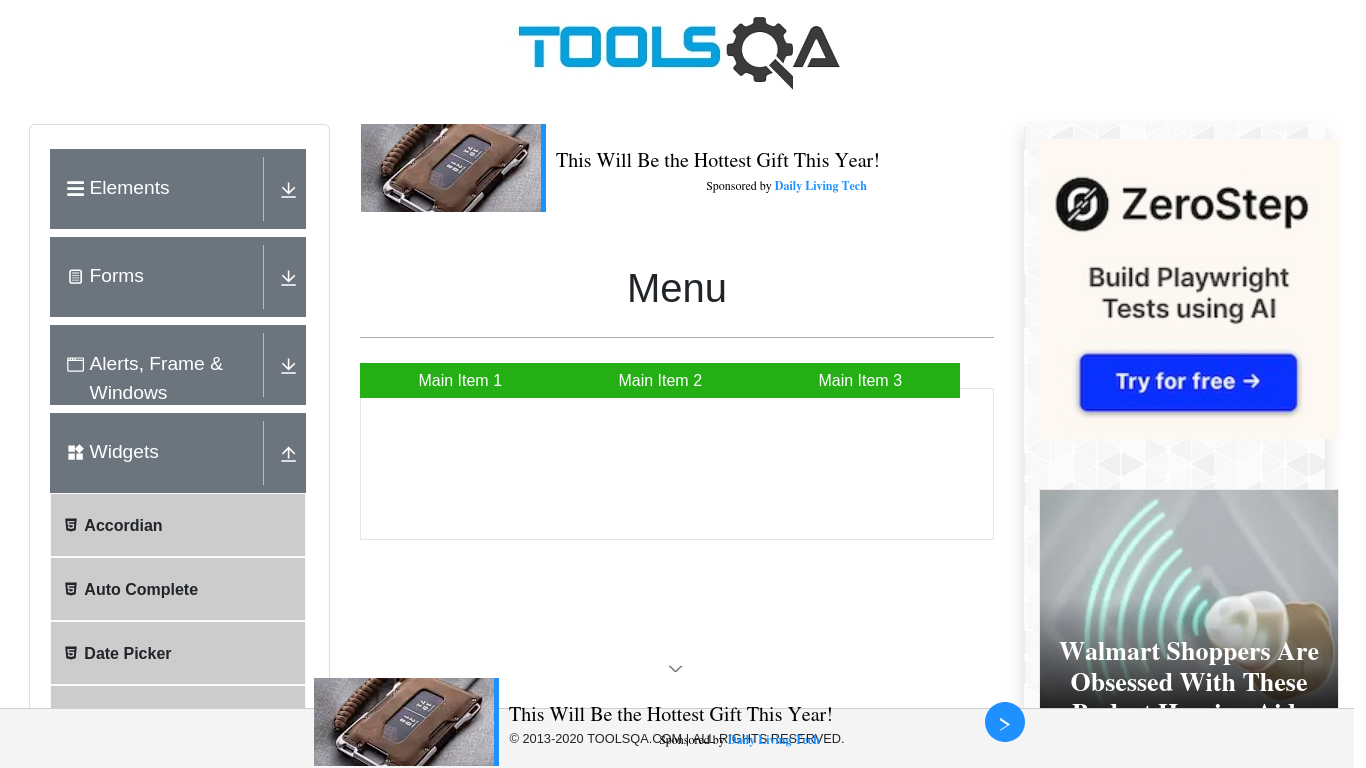 TOOLSQA
Elements
Forms
Alerts, Frame &
Windows
Widgets
Accordian
Auto Complete
Date Picker
This Will Be the Hottest Gift This Year!
Sponsored by Daily Living Tech
Menu
Main Item 1
Main Item 2
Main Item 3
ZeroStep
Build Playwright
Tests using AI
Try for free →
Walmart Shoppers Are
Obsessed With These
This Will Be the Hottest Gift This Year!
© 2013-2020 TOOLSQA.COM | ALL RIGHTS RESERVED.
Sponsored by Daily Living Tech